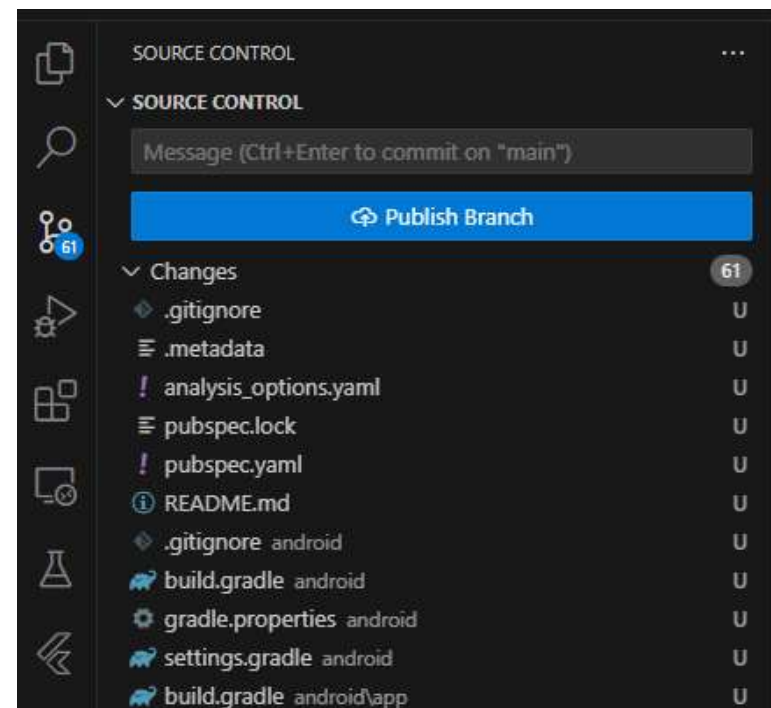 SOURCE CONTROL ...
SOURCE CONTROL
Message (Ctrl+Enter to commit on "main")
Publish Branch
61
Changes 61
.gitignore U
.metadata U
! analysis_options.yaml U
pubspec.lock U
! pubspec.yaml U
README.md U
.gitignore android U
build.gradle android U
gradle.properties android U
settings.gradle android U
build.gradle android\app U